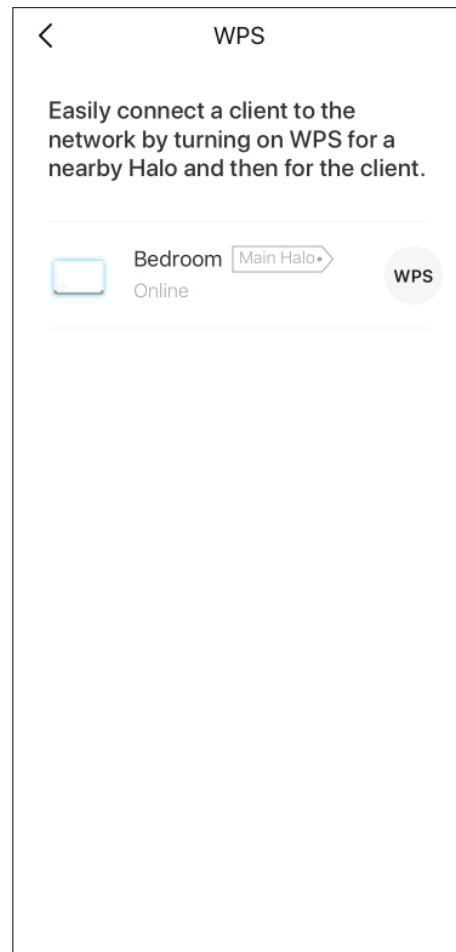 WPS
Easily connect a client to the
network by turning on WPS for a
nearby Halo and then for the client.
Bedroom Main Halo
Online
WPS